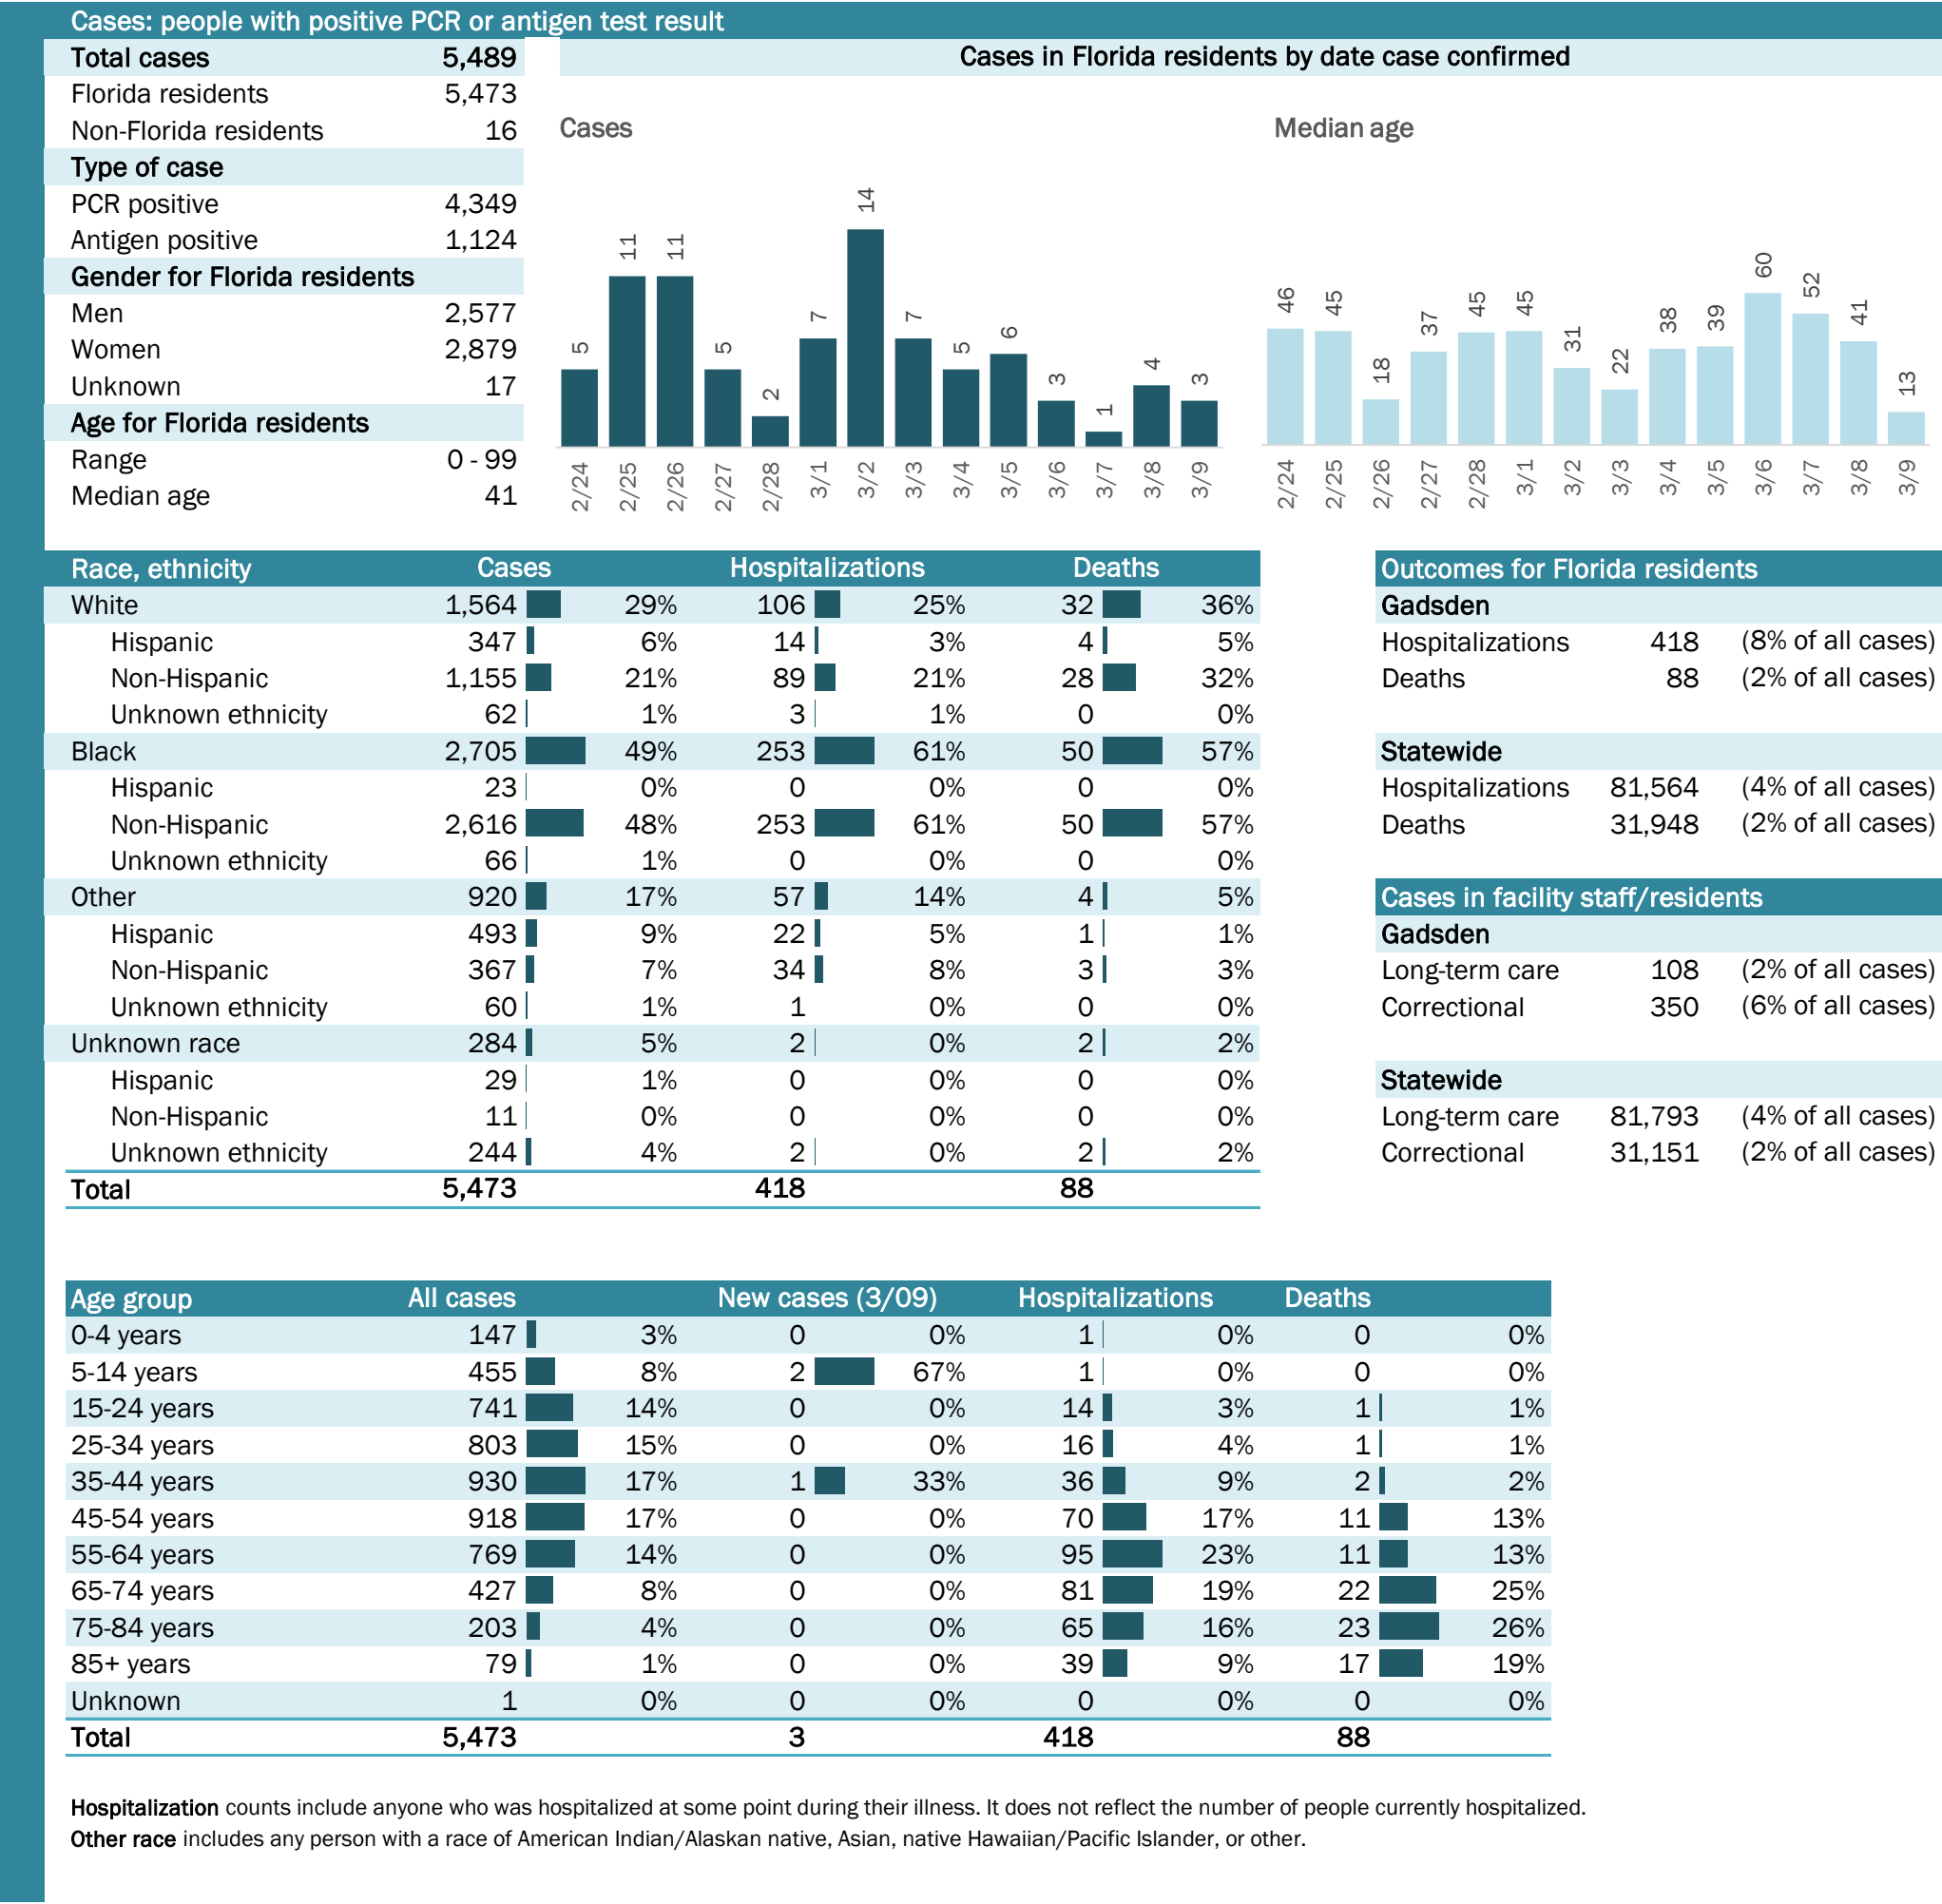 Cases: people with positive PCR or antigen test result
Total cases 5,489
Florida residents 5,473
Non-Florida residents 16
Type of case
PCR positive 4,349
Antigen positive 1,124
Gender for Florida residents
Men 2,577
Women 2,879
Unknown 17
Age for Florida residents
Range 0 - 99
Median age 41
Cases in Florida residents by date case confirmed
Cases
5 11 11 5 2 7 14 7 5 6 3 1 4 3
2/24 2/25 2/26 2/27 2/28 3/1 3/2 3/3 3/4 3/5 3/6 3/7 3/8 3/9
Median age
46 45 18 37 45 45 31 22 38 39 60 52 41 13
2/24 2/25 2/26 2/27 2/28 3/1 3/2 3/3 3/4 3/5 3/6 3/7 3/8 3/9
Race, ethnicity Cases Hospitalizations Deaths
White 1,564 29% 106 25% 32 36%
Hispanic 347 6% 14 3% 4 5%
Non-Hispanic 1,155 21% 89 21% 28 32%
Unknown ethnicity 62 1% 3 1% 0 0%
Black 2,705 49% 253 61% 50 57%
Hispanic 23 0% 0 0% 0 0%
Non-Hispanic 2,616 48% 253 61% 50 57%
Unknown ethnicity 66 1% 0 0% 0 0%
Other 920 17% 57 14% 4 5%
Hispanic 493 9% 22 5% 1 1%
Non-Hispanic 367 7% 34 8% 3 3%
Unknown ethnicity 60 1% 1 0% 0 0%
Unknown race 284 5% 2 0% 2 2%
Hispanic 29 1% 0 0% 0 0%
Non-Hispanic 11 0% 0 0% 0 0%
Unknown ethnicity 244 4% 2 0% 2 2%
Total 5,473 418 88
Outcomes for Florida residents
Gadsden
Hospitalizations 418 (8% of all cases)
Deaths 88 (2% of all cases)
Statewide
Hospitalizations 81,564 (4% of all cases)
Deaths 31,948 (2% of all cases)
Cases in facility staff/residents
Gadsden
Long-term care 108 (2% of all cases)
Correctional 350 (6% of all cases)
Statewide
Long-term care 81,793 (4% of all cases)
Correctional 31,151 (2% of all cases)
Age group All cases New cases (3/09) Hospitalizations Deaths
0-4 years 147 3% 0 0% 1 0% 0 0%
5-14 years 455 8% 2 67% 1 0% 0 0%
15-24 years 741 14% 0 0% 14 3% 1 1%
25-34 years 803 15% 0 0% 16 4% 1 1%
35-44 years 930 17% 1 33% 36 9% 2 2%
45-54 years 918 17% 0 0% 70 17% 11 13%
55-64 years 769 14% 0 0% 95 23% 11 13%
65-74 years 427 8% 0 0% 81 19% 22 25%
75-84 years 203 4% 0 0% 65 16% 23 26%
85+ years 79 1% 0 0% 39 9% 17 19%
Unknown 1 0% 0 0% 0 0% 0 0%
Total 5,473 3 418 88
Hospitalization counts include anyone who was hospitalized at some point during their illness. It does not reflect the number of people currently hospitalized.
Other race includes any person with a race of American Indian/Alaskan native, Asian, native Hawaiian/Pacific Islander, or other.